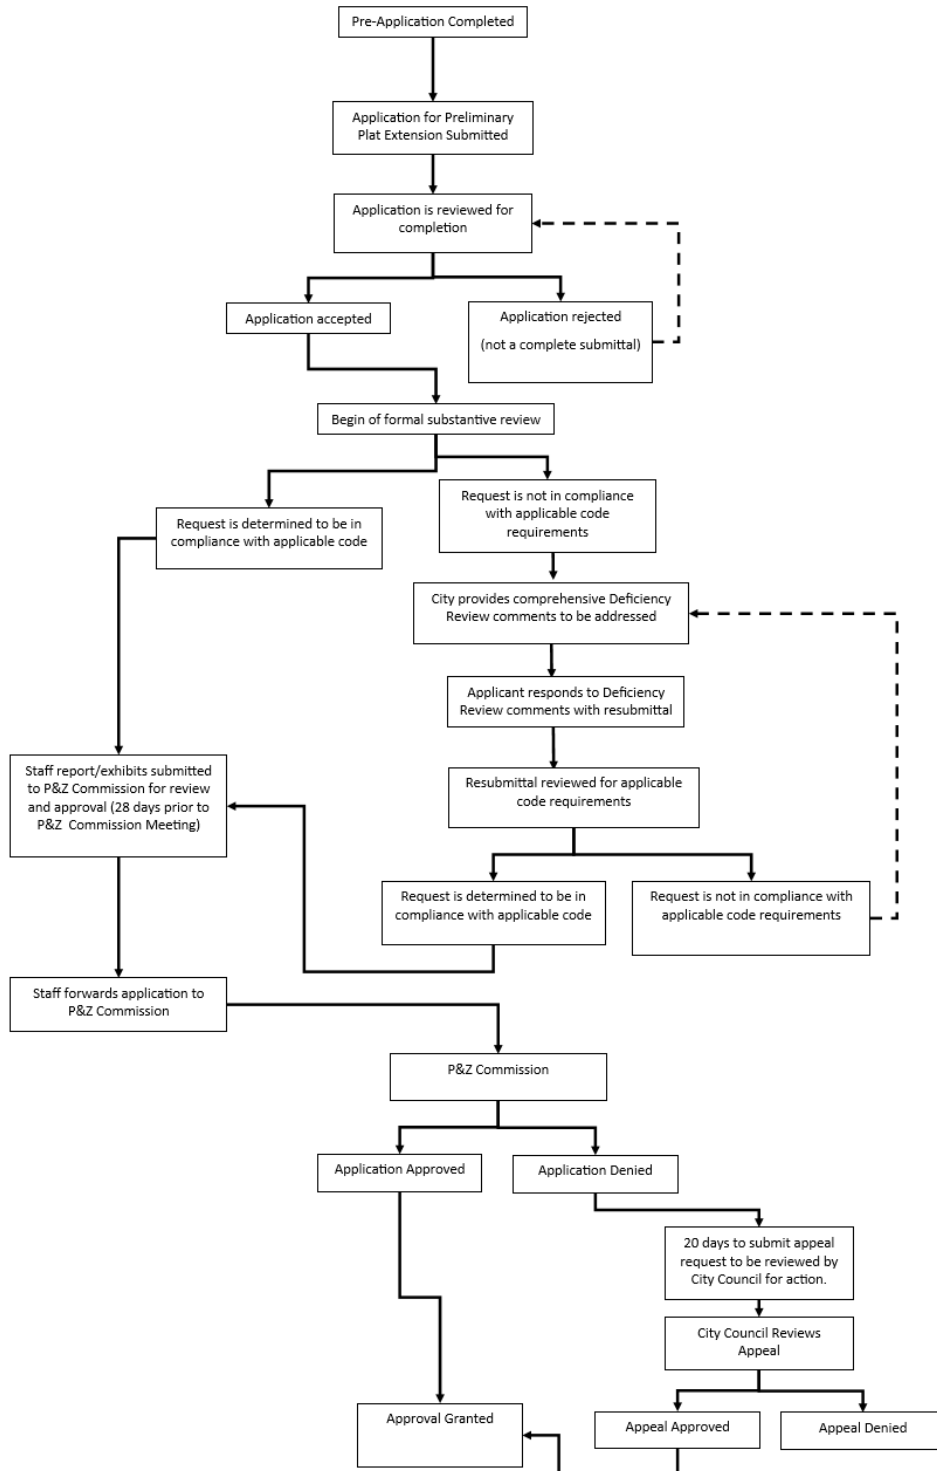 Pre-Application Completed
Application for Preliminary
Plat Extension Submitted
Application is reviewed for
completion
Application accepted
Application rejected
(not a complete submittal)
Begin of formal substantive review
Request is determined to be in
compliance with applicable code
Request is not in compliance
with applicable code
requirements
City provides comprehensive Deficiency
Review comments to be addressed
Applicant responds to Deficiency
Review comments with resubmittal
Staff report/exhibits submitted
to P&Z Commission for review
and approval (28 days prior to
P&Z Commission Meeting)
Resubmittal reviewed for applicable
code requirements
Request is determined to be in
compliance with applicable code
Request is not in compliance with
applicable code requirements
Staff forwards application to
P&Z Commission
P&Z Commission
Application Approved
Application Denied
20 days to submit appeal
request to be reviewed by
City Council for action.
City Council Reviews
Appeal
Approval Granted
Appeal Approved
Appeal Denied